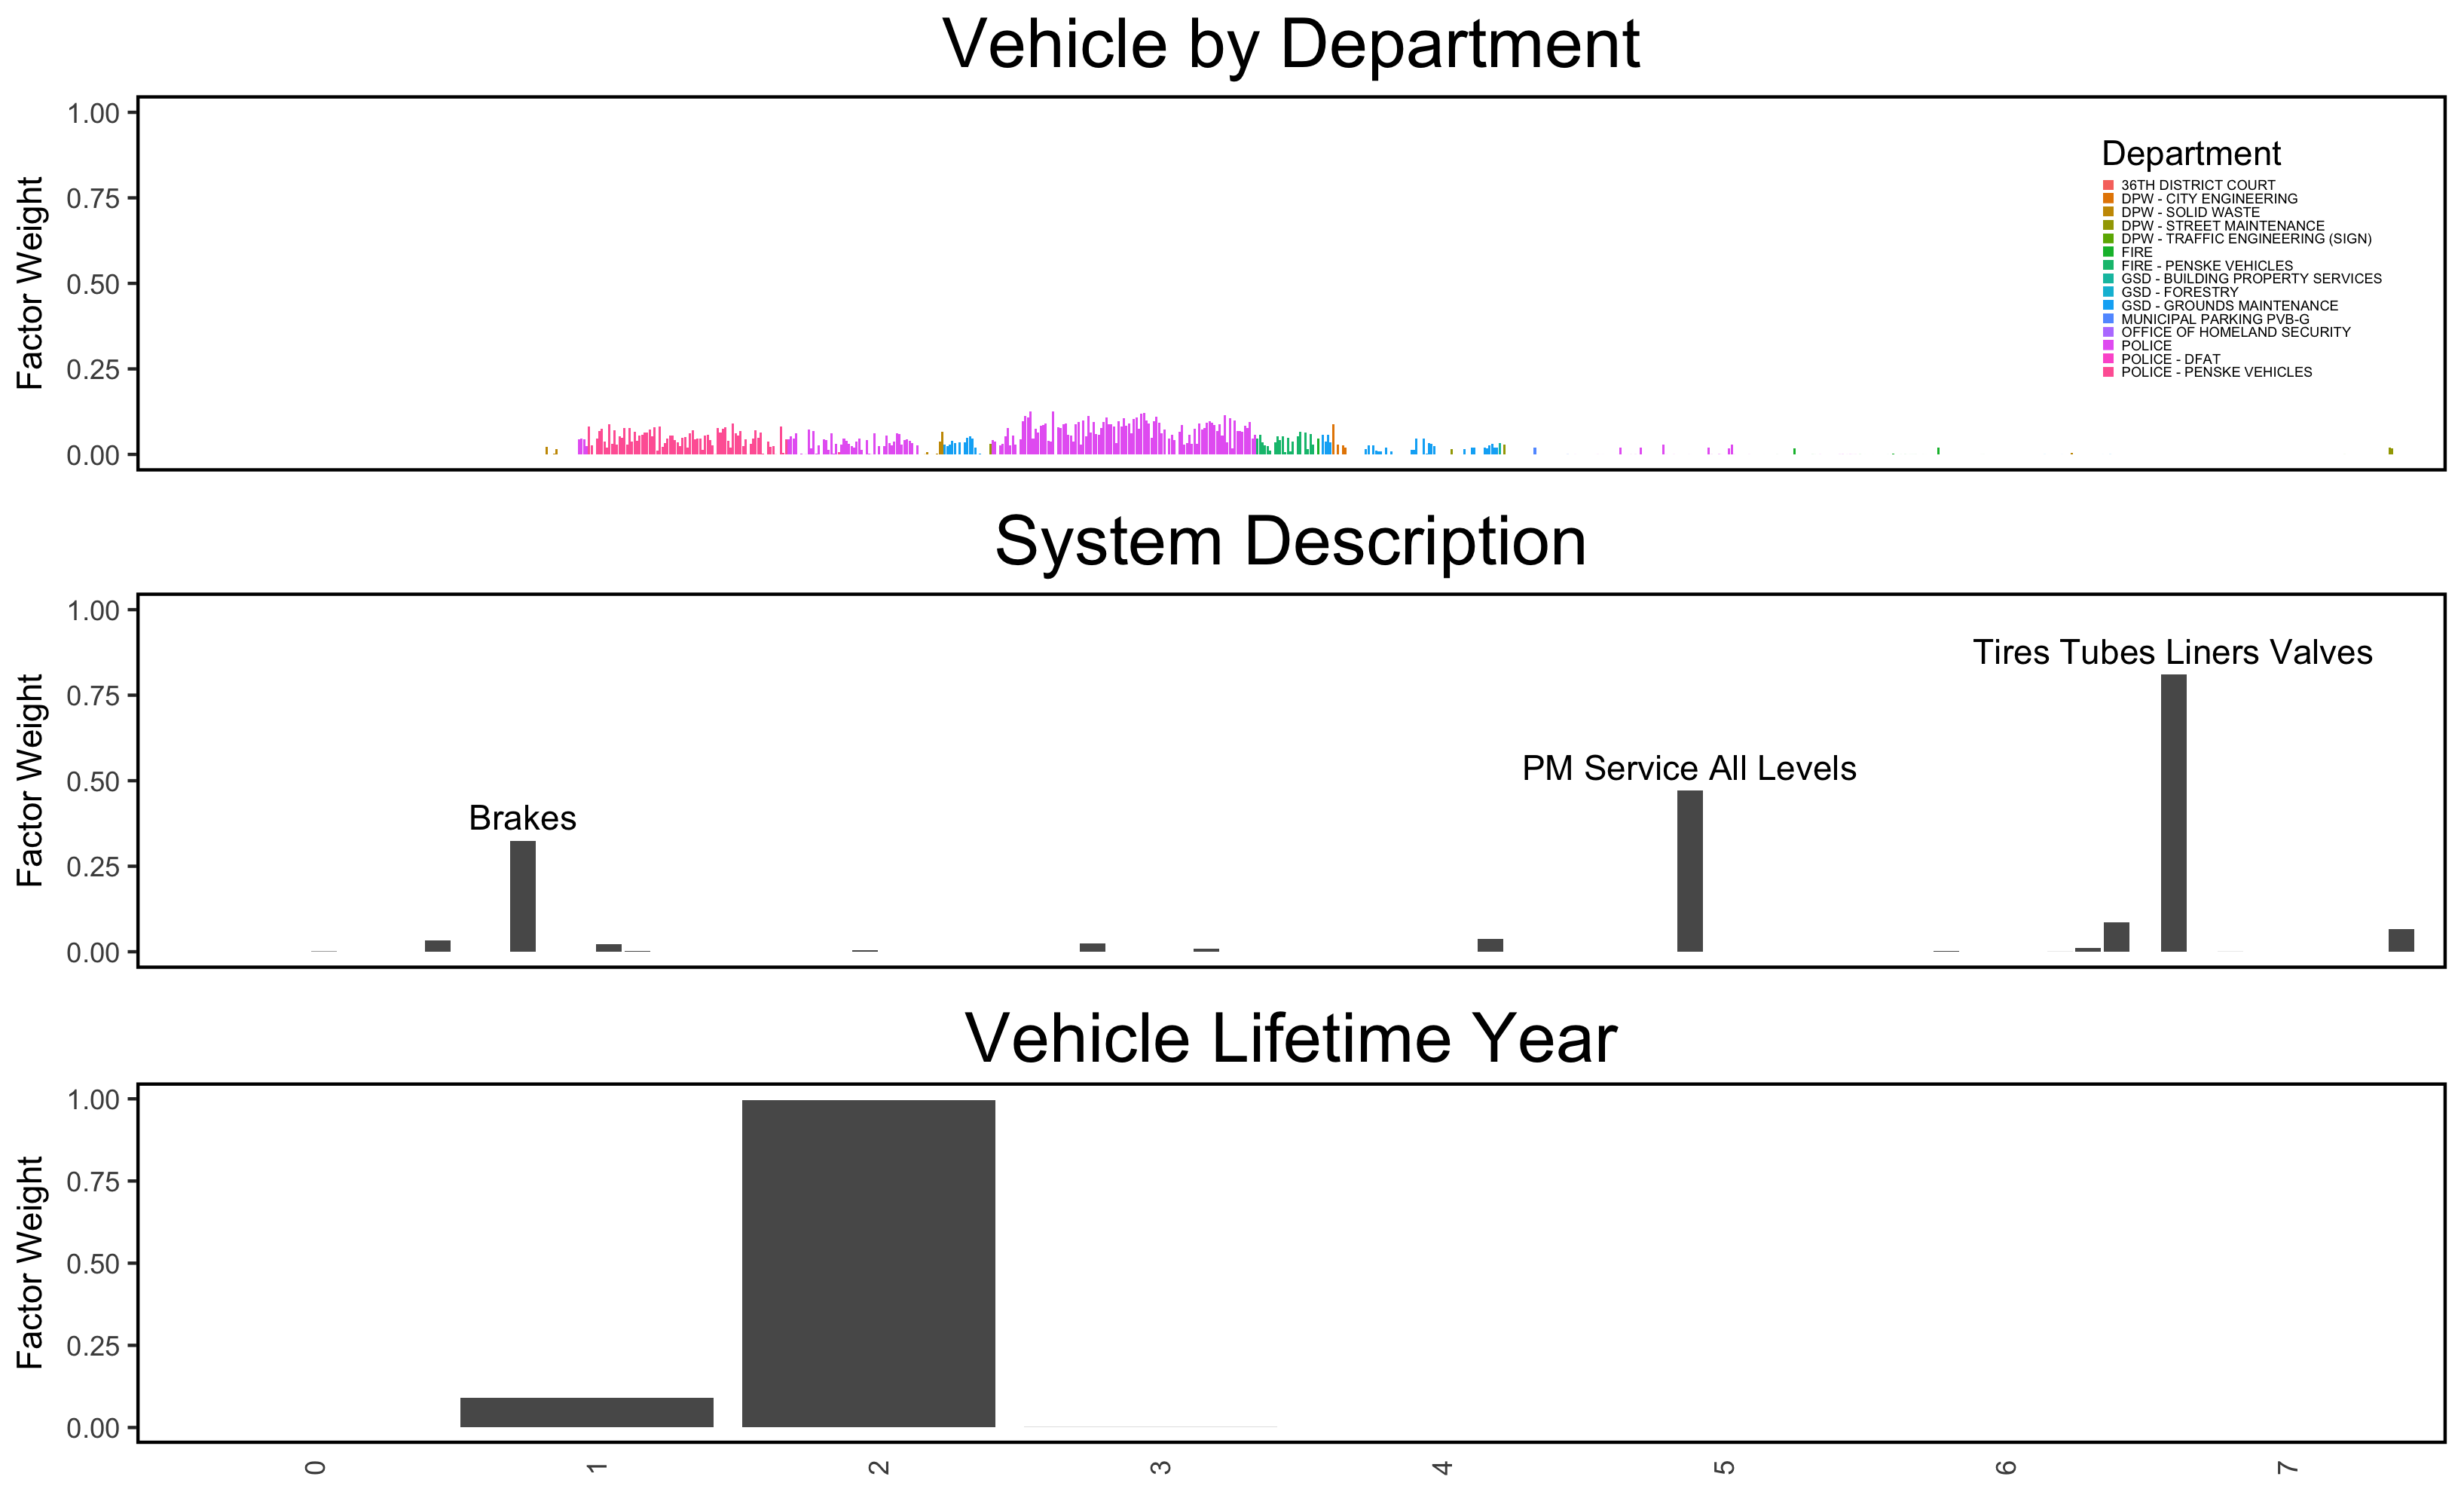 Vehicle by Department
Factor Weight
1.00
0.75
0.50
0.25
0.00
Department
36TH DISTRICT COURT
DPW - CITY ENGINEERING
DPW - SOLID WASTE
DPW - STREET MAINTENANCE
DPW - TRAFFIC ENGINEERING (SIGN)
FIRE
FIRE - PENSKE VEHICLES
GSD - BUILDING PROPERTY SERVICES
GSD - FORESTRY
GSD - GROUNDS MAINTENANCE
MUNICIPAL PARKING PVB-G
OFFICE OF HOMELAND SECURITY
POLICE
POLICE - DFAT
POLICE - PENSKE VEHICLES
System Description
Factor Weight
1.00
0.75
0.50
0.25
0.00
Tires Tubes Liners Valves
PM Service All Levels
Brakes
Vehicle Lifetime Year
Factor Weight
1.00
0.75
0.50
0.25
0.00
0 1 2 3 4 5 6 7